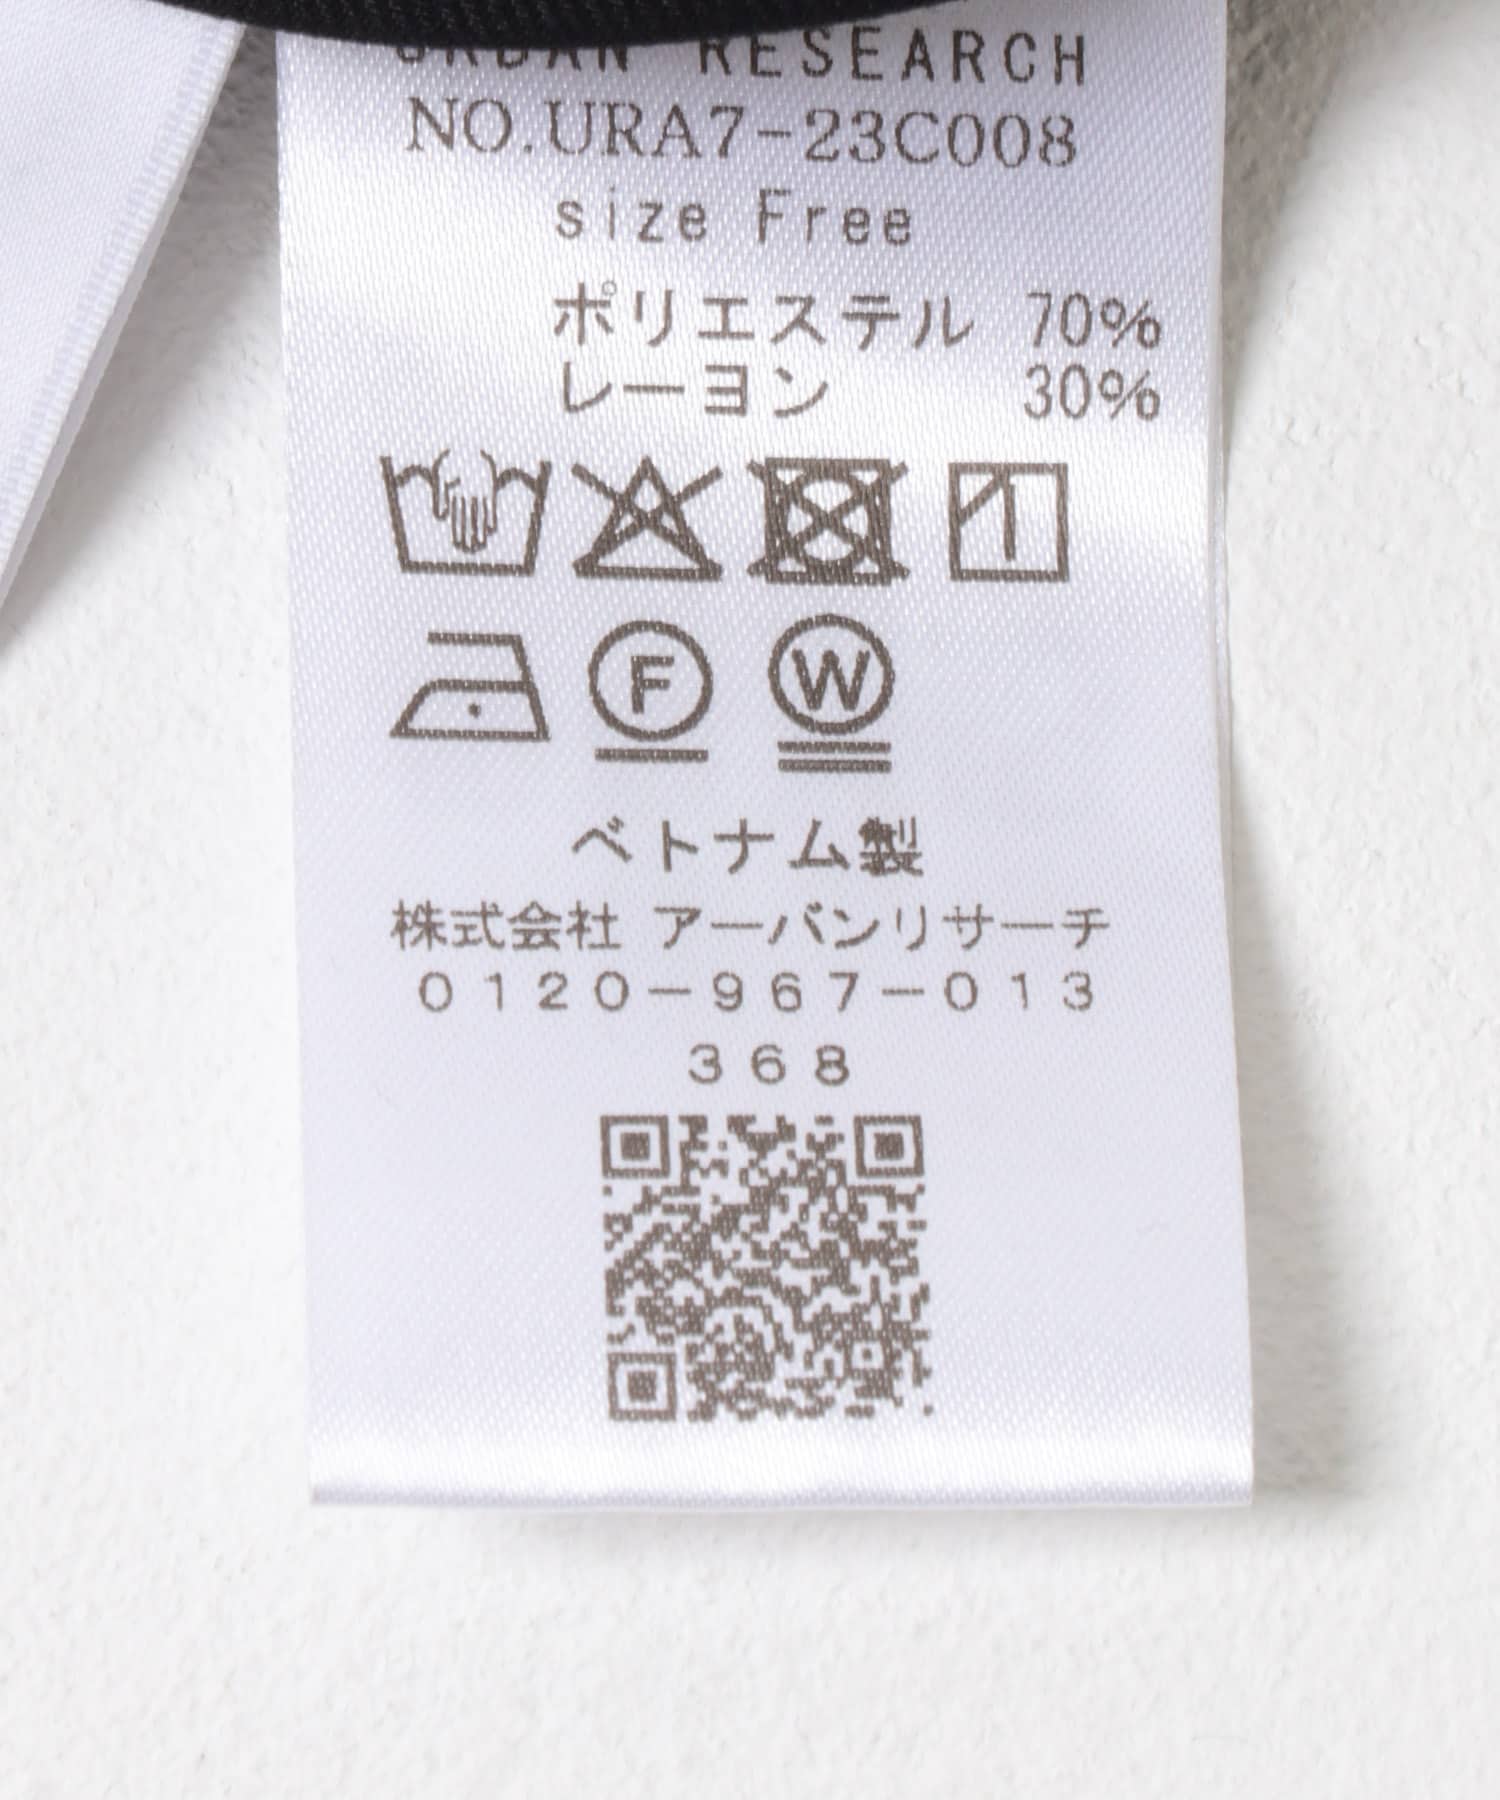 URBAN RESEARCH
NO.URA7-23C008
size Free
ポリエステル 70%
レーヨン 30%
F W
ベトナム製
株式会社 アーバンリサーチ
0120-967-013
368